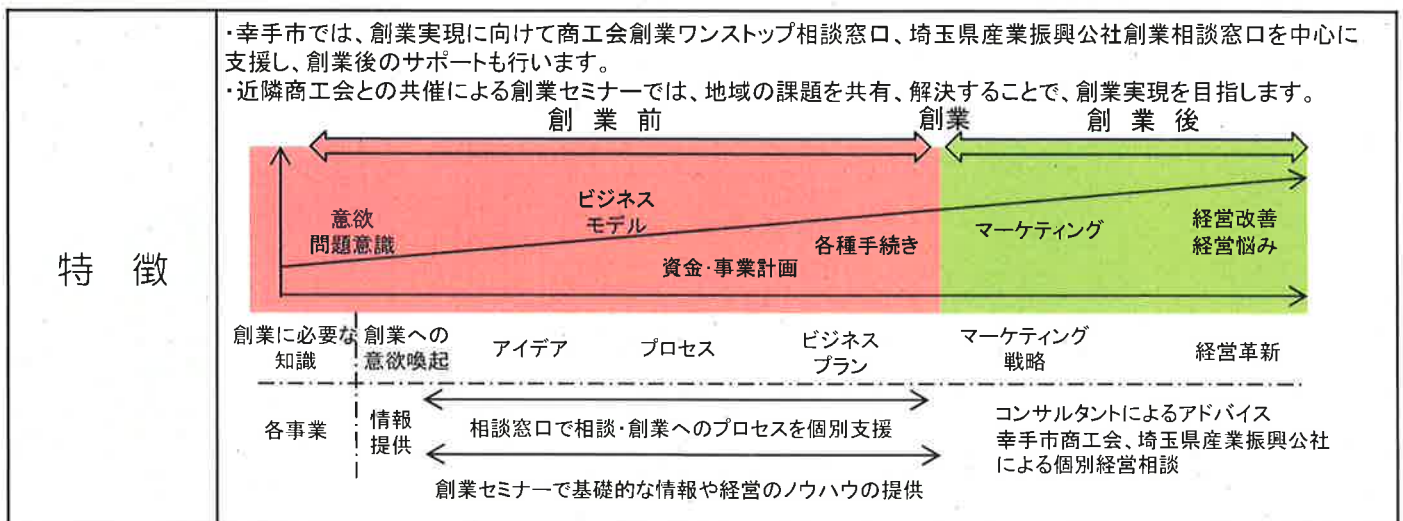 特徴
・幸手市では、創業実現に向けて商工会創業ワンストップ相談窓口、埼玉県産業振興公社創業相談窓口を中心に
支援し、創業後のサポートも行います。
・近隣商工会との共催による創業セミナーでは、地域の課題を共有、解決することで、創業実現を目指します。
創業前 創業 創業後
意欲
問題意識
ビジネス
モデル
資金・事業計画
各種手続き
マーケティング
経営改善
経営悩み
創業に必要な
知識
創業への
意欲喚起
アイデア
プロセス
ビジネス
プラン
マーケティング
戦略
経営革新
各事業
情報
提供
相談窓口で相談・創業へのプロセスを個別支援
創業セミナーで基礎的な情報や経営のノウハウの提供
コンサルタントによるアドバイス
幸手市商工会、埼玉県産業振興公社
による個別経営相談